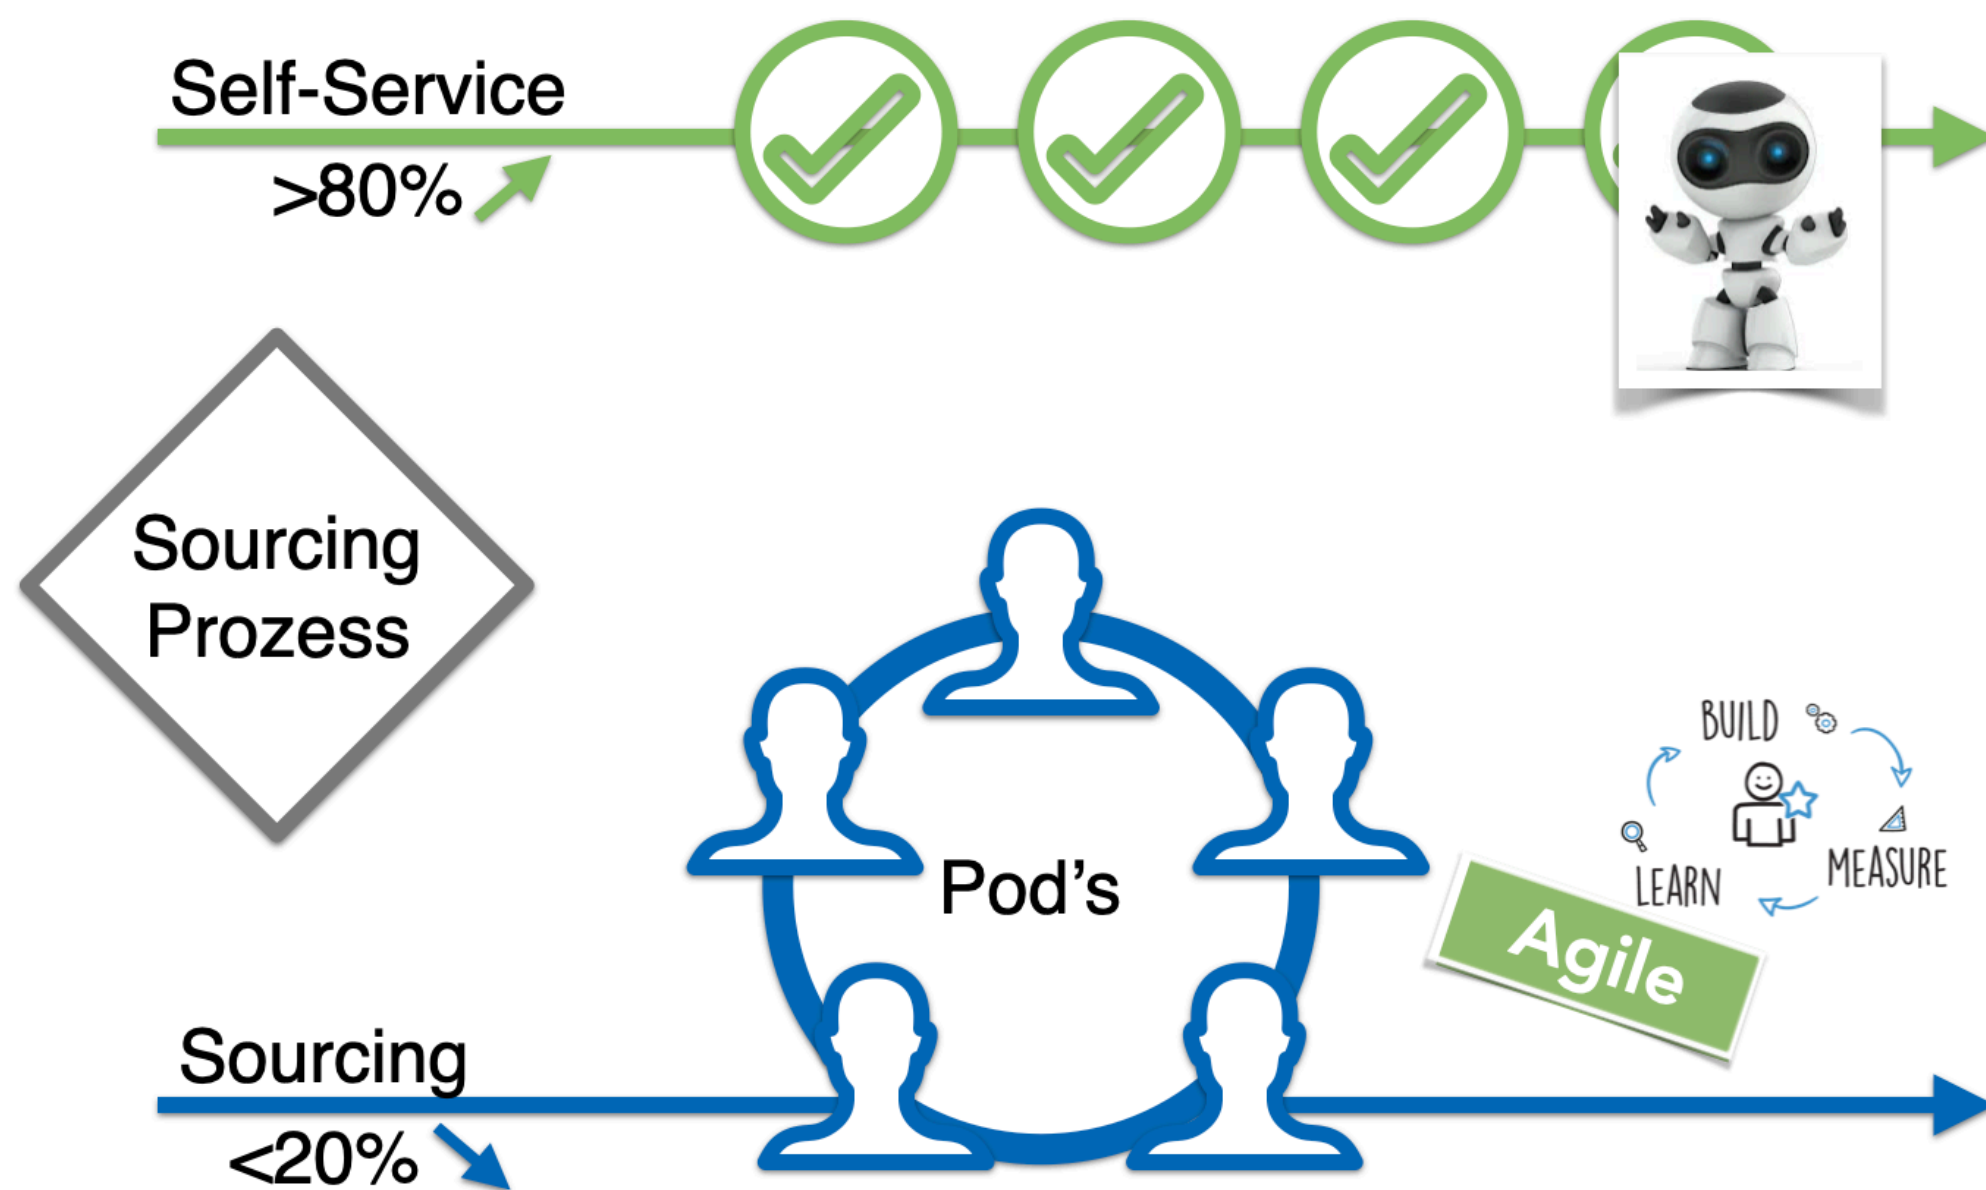 Self-Service
>80%
Sourcing
Prozess
Pod’s
BUILD
MEASURE
LEARN
Agile
Sourcing
<20%